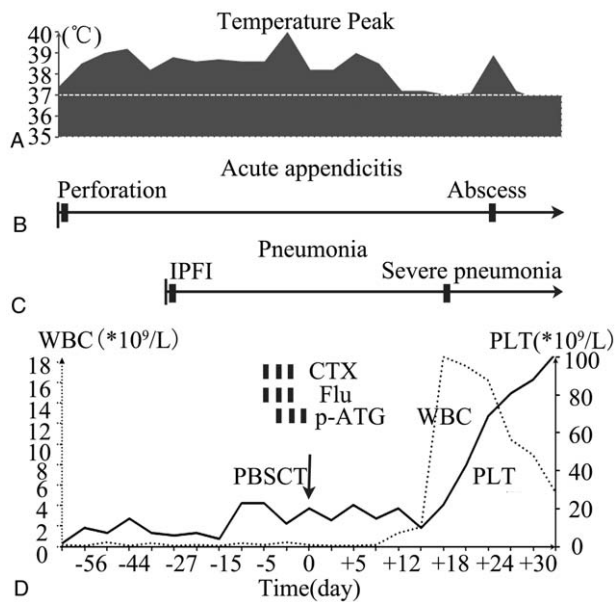 Temperature Peak
(℃)
40
39
38
37
36
35
A
Acute appendicitis
Perforation
Abscess
B
Pneumonia
IPFI
Severe pneumonia
C
WBC(*10⁹/L)
PLT(*10⁹/L)
18
16
14
12
10
8
6
4
2
0
CTX
Flu
p-ATG
WBC
PBSCT
PLT
100
80
60
40
20
0
-56 -44 -27 -15 -5 0 +5 +12 +18 +24 +30
Time(day)
D